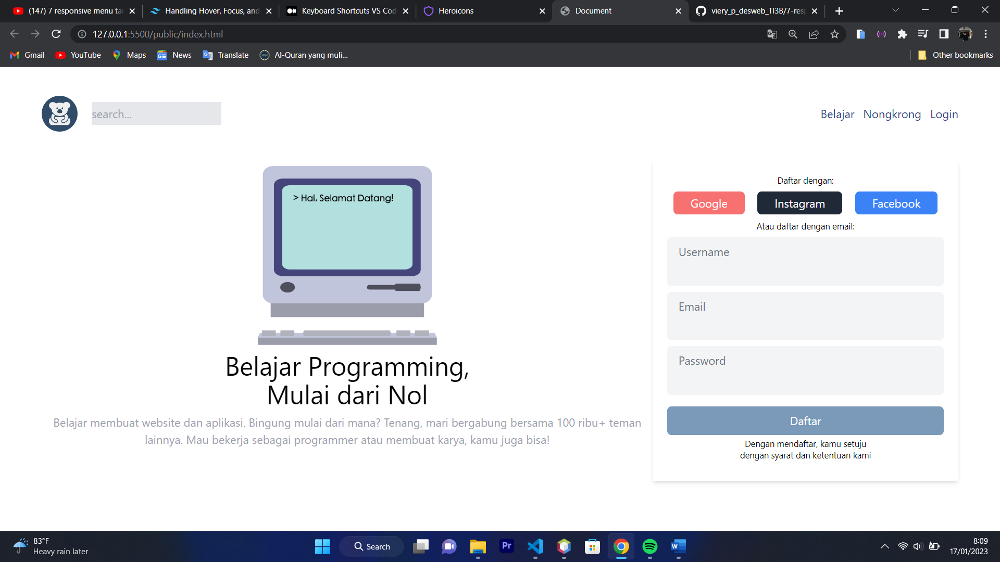 (147) 7 responsive menu tai
Handling Hover, Focus, and
Keyboard Shortcuts VS Cod
Heroicons
Document
viery_p_desweb_TI3B/7-resp
127.0.0.1:5500/public/index.html
Gmail
YouTube
Maps
News
Translate
Al-Quran yang muli...
Other bookmarks
search...
Belajar
Nongkrong
Login
> Hai, Selamat Datang!
Belajar Programming,
Mulai dari Nol
Belajar membuat website dan aplikasi. Bingung mulai dari mana? Tenang, mari bergabung bersama 100 ribu+ teman
lainnya. Mau bekerja sebagai programmer atau membuat karya, kamu juga bisa!
Daftar dengan:
Google
Instagram
Facebook
Atau daftar dengan email:
Username
Email
Password
Daftar
Dengan mendaftar, kamu setuju
dengan syarat dan ketentuan kami
83°F
Heavy rain later
Search
Pr
W
8:09
17/01/2023